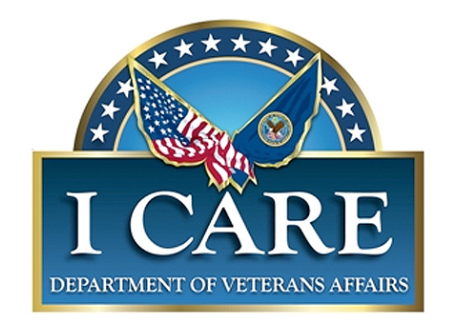 I CARE
DEPARTMENT OF VETERANS AFFAIRS